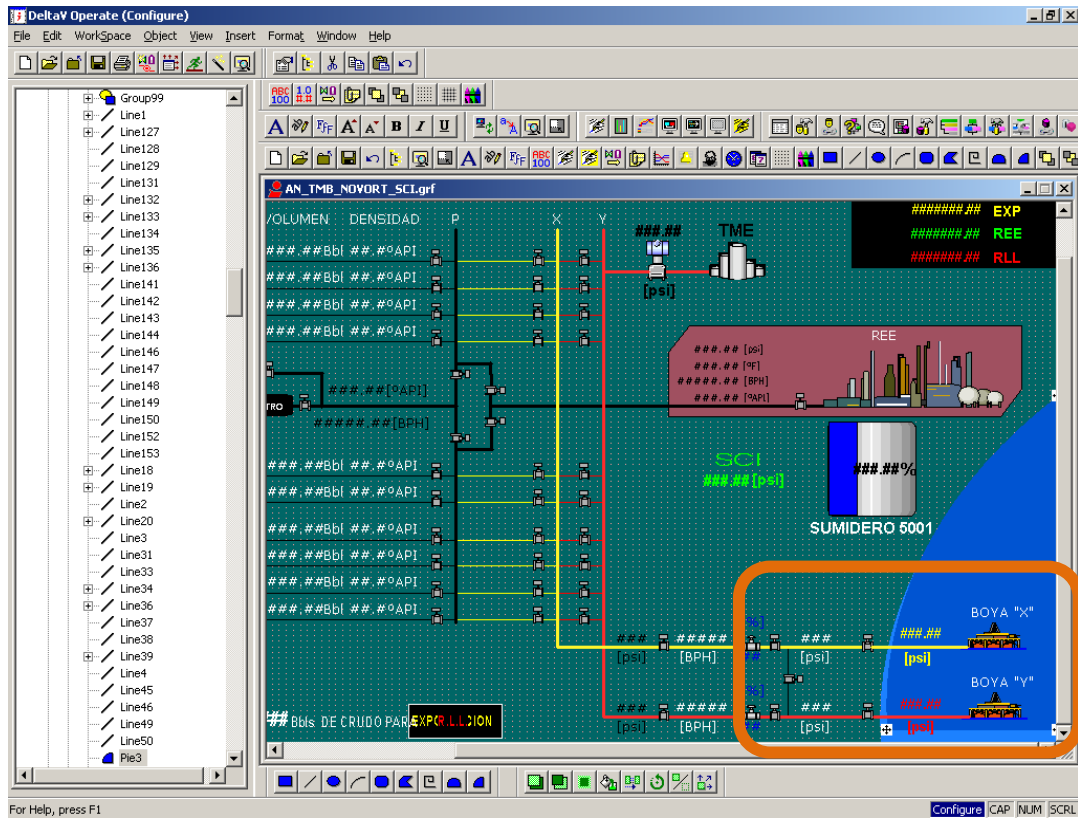 DeltaV Operate (Configure)
File Edit WorkSpace Object View Insert Format Window Help
Group99
Line1
Line127
Line128
Line129
Line131
Line132
Line133
Line134
Line135
Line136
Line141
Line142
Line143
Line144
Line146
Line147
Line148
Line149
Line150
Line152
Line153
Line18
Line19
Line2
Line20
Line3
Line31
Line33
Line34
Line36
Line37
Line38
Line39
Line4
Line45
Line46
Line49
Line50
Pie3
AN_TMB_NOVORT_SCI.grf
VOLUMEN DENSIDAD P X Y
#######.## EXP
#######.## REE
#######.## RLL
###.## TME
[psi]
###.##Bbl ##.#ºAPI
###.##Bbl ##.#ºAPI
###.##Bbl ##.#ºAPI
###.##Bbl ##.#ºAPI
REE
###.## [psi]
###.## [ºF]
#####.## [BPH]
###.## [ºAPI]
TRO
###.##[ºAPI]
#####.##[BPH]
SCI
###.##[psi]
###.##%
SUMIDERO 5001
###.##Bbl ##.#ºAPI
###.##Bbl ##.#ºAPI
###.##Bbl ##.#ºAPI
###.##Bbl ##.#ºAPI
###.##Bbl ##.#ºAPI
###.##Bbl ##.#ºAPI
BOYA "X"
### ##### ### ###.##
[psi] [BPH] ## [psi] [psi]
BOYA "Y"
### ##### ### ###.##
[psi] [BPH] ## [psi] [psi]
## Bbls DE CRUDO PARA
For Help, press F1
Configure CAP NUM SCRL